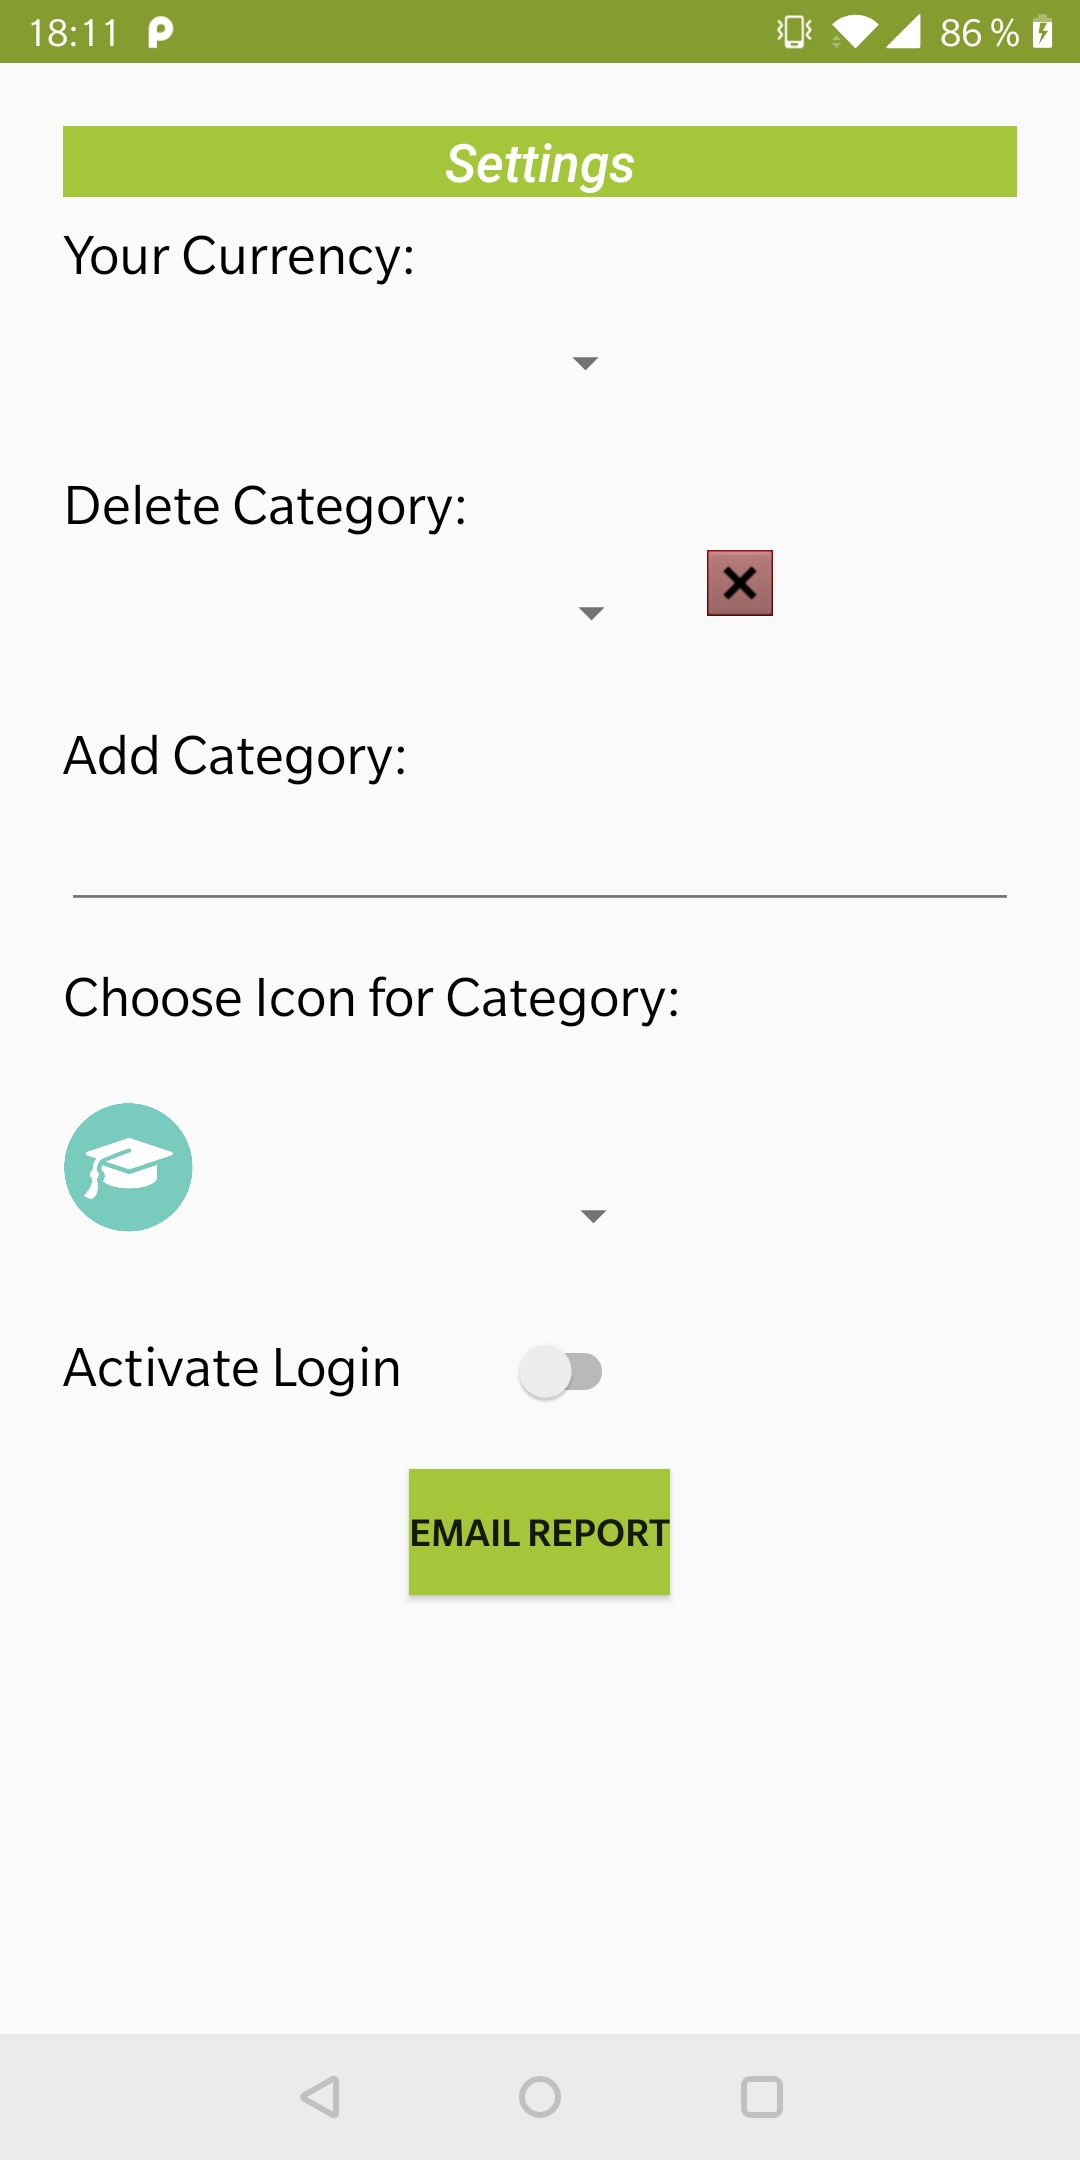 18:11 86 %
Settings
Your Currency:
Delete Category:
Add Category:
Choose Icon for Category:
Activate Login
EMAIL REPORT